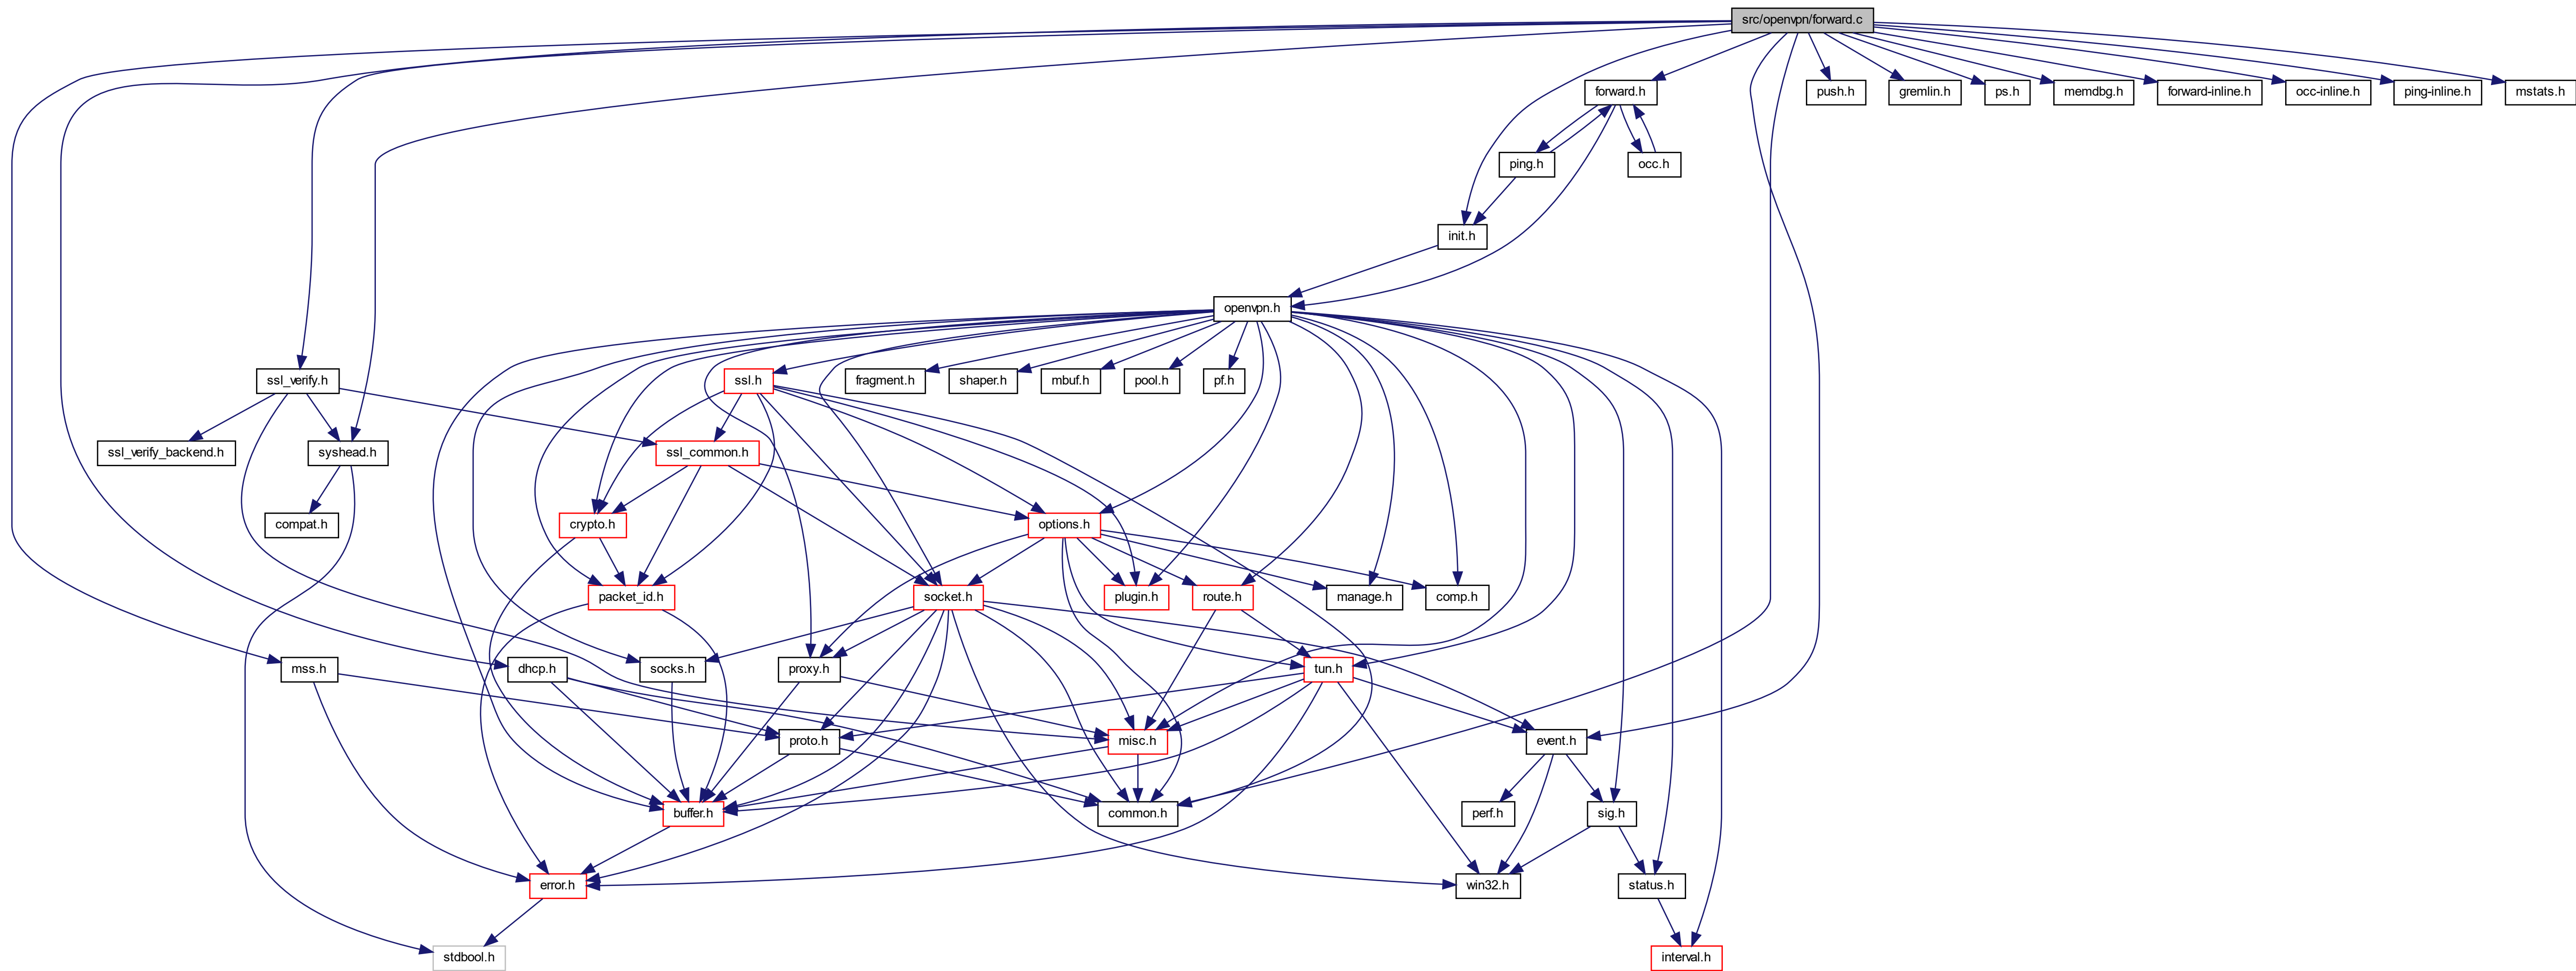 src/openvpn/forward.c
forward.h
push.h
gremlin.h
ps.h
memdbg.h
forward-inline.h
occ-inline.h
ping-inline.h
mstats.h
ping.h
occ.h
init.h
openvpn.h
ssl_verify.h
ssl.h
fragment.h
shaper.h
mbuf.h
pool.h
pf.h
ssl_verify_backend.h
syshead.h
ssl_common.h
compat.h
crypto.h
options.h
packet_id.h
socket.h
plugin.h
route.h
manage.h
comp.h
mss.h
dhcp.h
socks.h
proxy.h
tun.h
proto.h
misc.h
event.h
buffer.h
common.h
perf.h
sig.h
error.h
win32.h
status.h
stdbool.h
interval.h